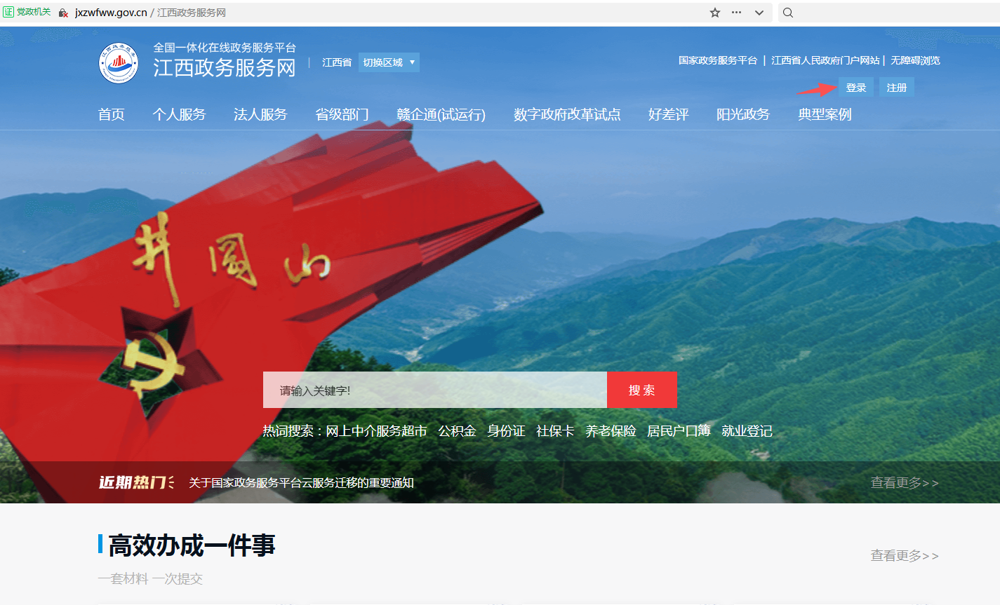 证 党政机关 jxzwfww.gov.cn / 江西政务服务网
全国一体化在线政务服务平台
江西政务服务网
江西省 切换区域
国家政务服务平台 | 江西省人民政府门户网站 | 无障碍浏览
登录 注册
首页 个人服务 法人服务 省级部门 赣企通(试运行) 数字政府改革试点 好差评 阳光政务 典型案例
井冈山
请输入关键字! 搜 索
热词搜索：网上中介服务超市 公积金 身份证 社保卡 养老保险 居民户口簿 就业登记
近期热门 关于国家政务服务平台云服务迁移的重要通知 查看更多>>
高效办成一件事
查看更多>>
一套材料 一次提交